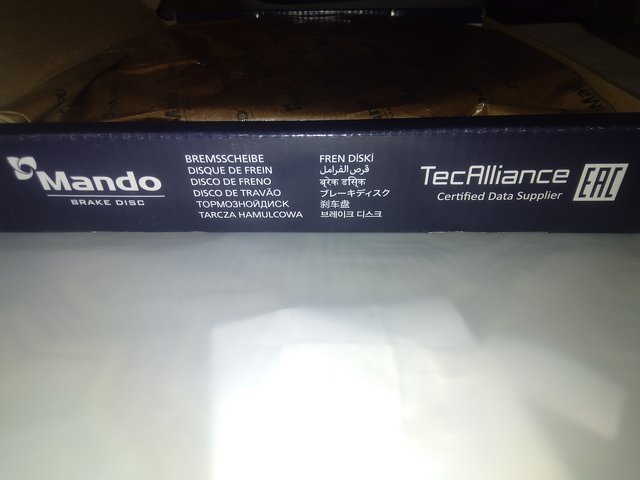 Mando
BRAKE DISC
BREMSSCHEIBE
DISQUE DE FREIN
DISCO DE FRENO
DISCO DE TRAVÃO
ТОРМОЗНОЙДИСК
TARCZA HAMULCOWA
FREN DİSKİ
قرص الفرامل
ब्रेक डिस्क
ブレーキディスク
刹车盘
브레이크 디스크
TecAlliance
Certified Data Supplier
EAC
Mando